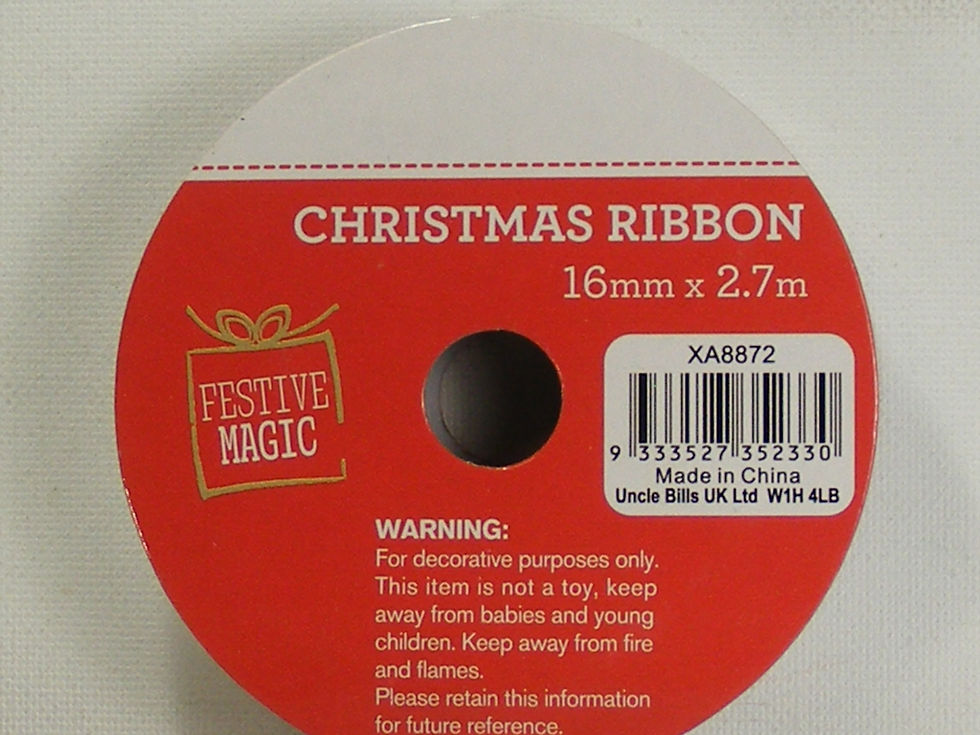 CHRISTMAS RIBBON
16mm x 2.7m
FESTIVE
MAGIC
XA8872
9 333527 352330
Made in China
Uncle Bills UK Ltd W1H 4LB
WARNING:
For decorative purposes only.
This item is not a toy, keep
away from babies and young
children. Keep away from fire
and flames.
Please retain this information
for future reference.